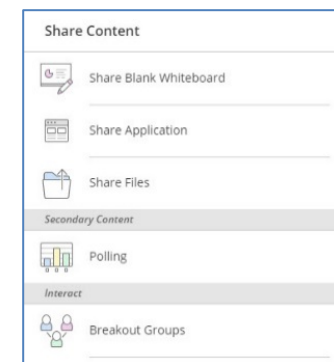 Share Content
Share Blank Whiteboard
Share Application
Share Files
Secondary Content
Polling
Interact
Breakout Groups